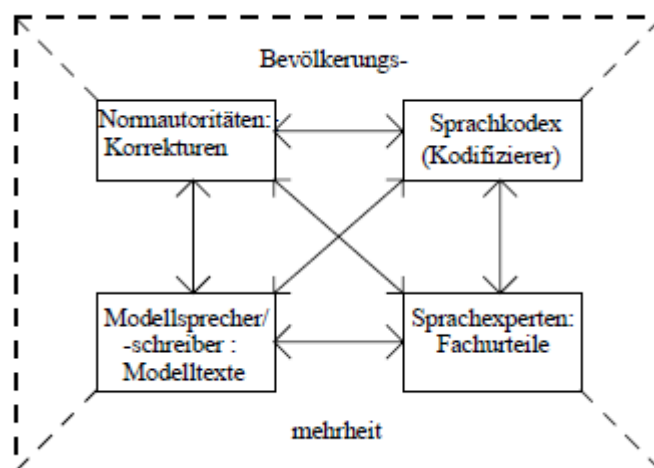 Bevölkerungs-
Normautoritäten:
Korrekturen
Sprachkodex
(Kodifizierer)
Modellsprecher/
-schreiber :
Modelltexte
Sprachexperten:
Fachurteile
mehrheit